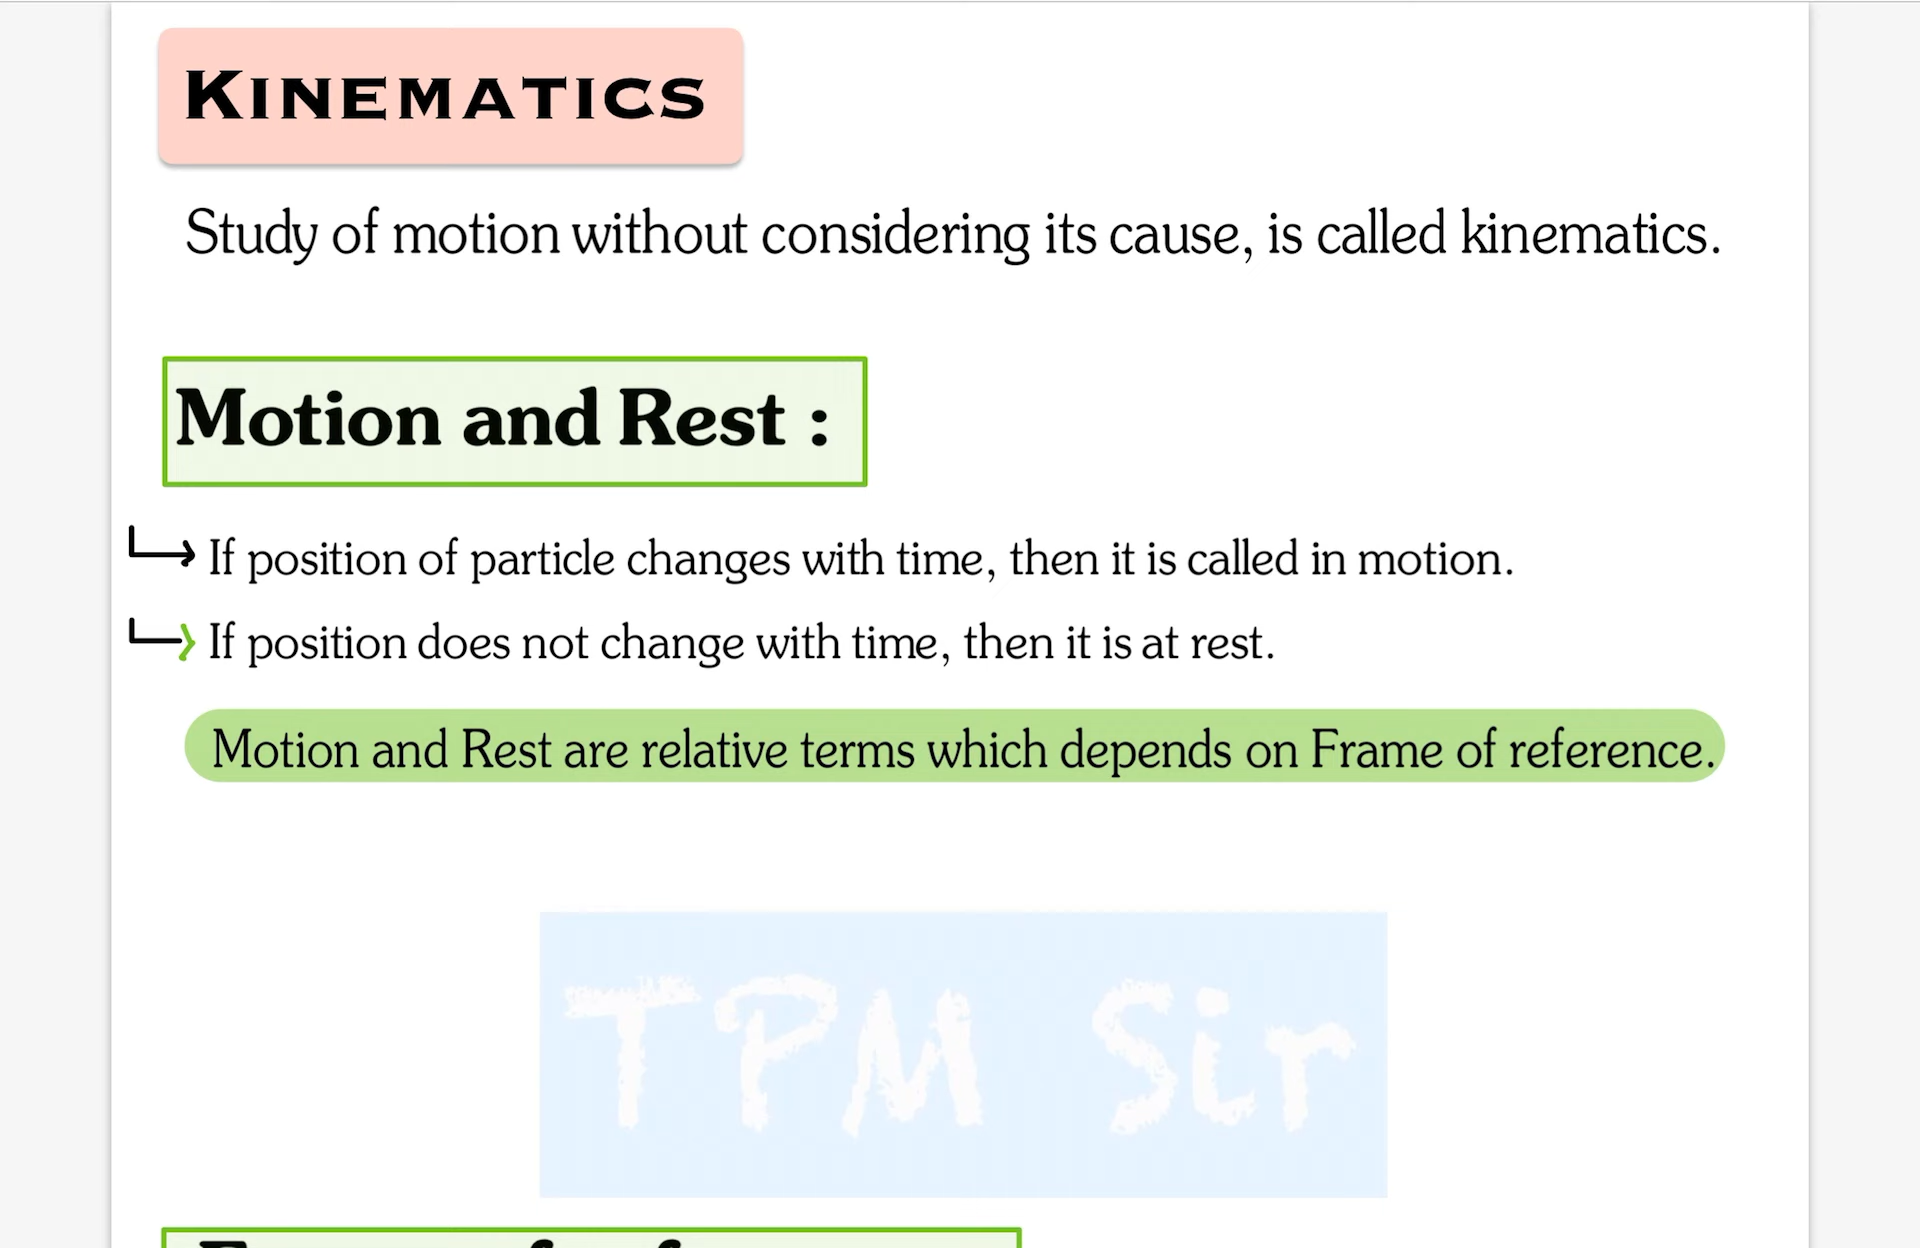 KINEMATICS
Study of motion without considering its cause, is called kinematics.
Motion and Rest :
If position of particle changes with time, then it is called in motion.
If position does not change with time, then it is at rest.
Motion and Rest are relative terms which depends on Frame of reference.
TPM Sir